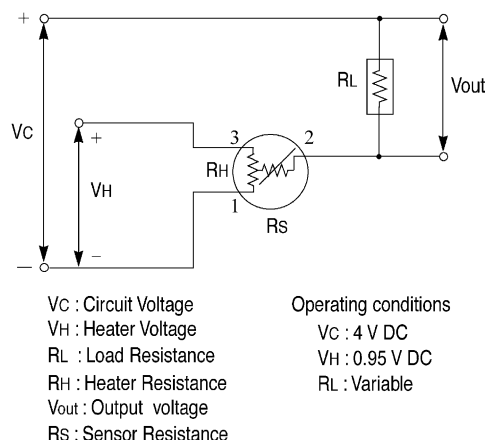 +
RL
Vout
VC
+
3
2
RH
VH
1
RS
−
−
VC : Circuit Voltage
VH : Heater Voltage
RL : Load Resistance
RH : Heater Resistance
Vout : Output voltage
RS : Sensor Resistance
Operating conditions
VC : 4 V DC
VH : 0.95 V DC
RL : Variable